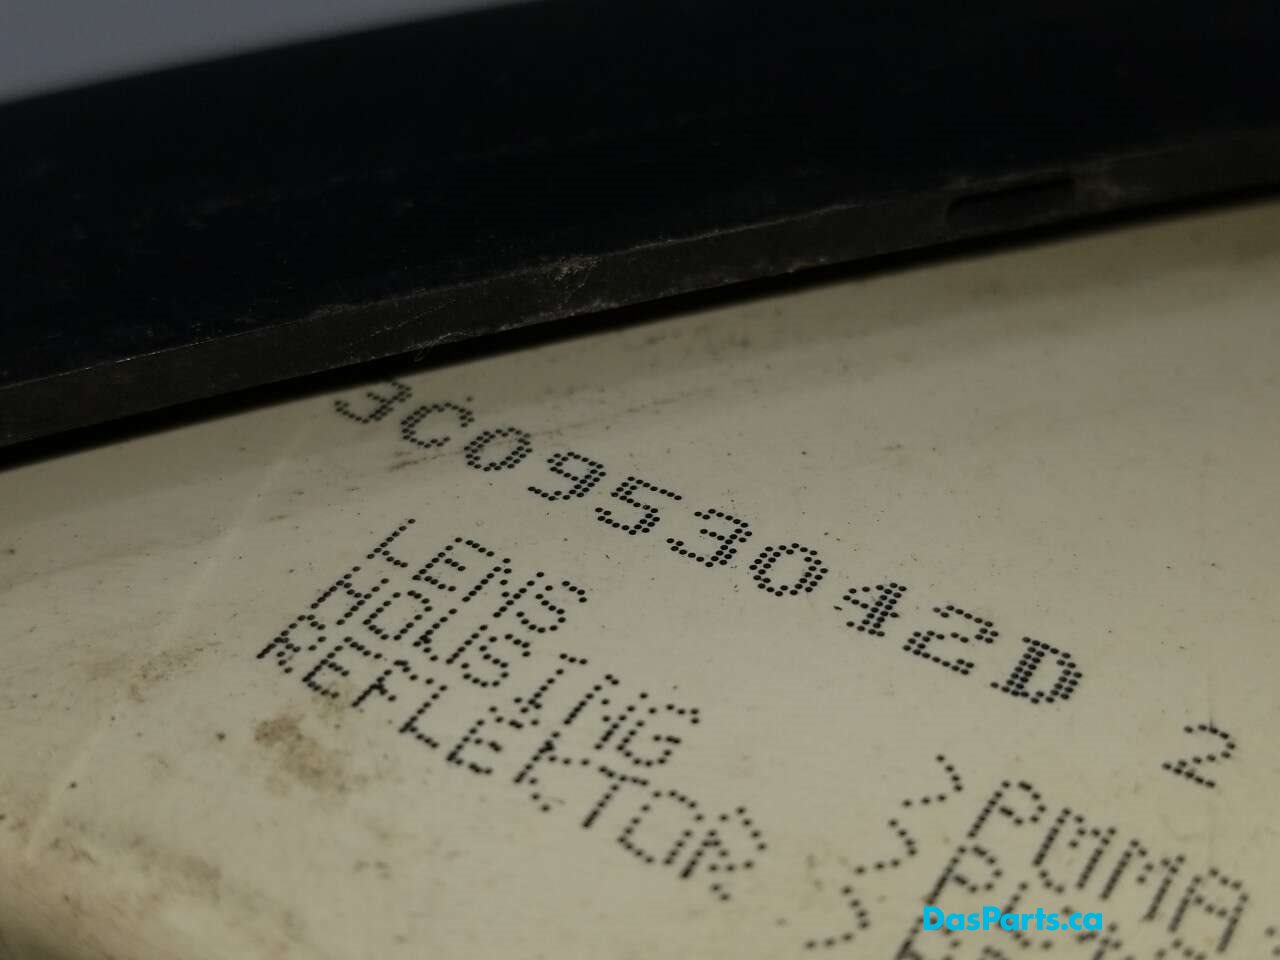 3C0953042D 2
LENS >PMMA
HOUSING
REFLEKTOR
DasParts.ca